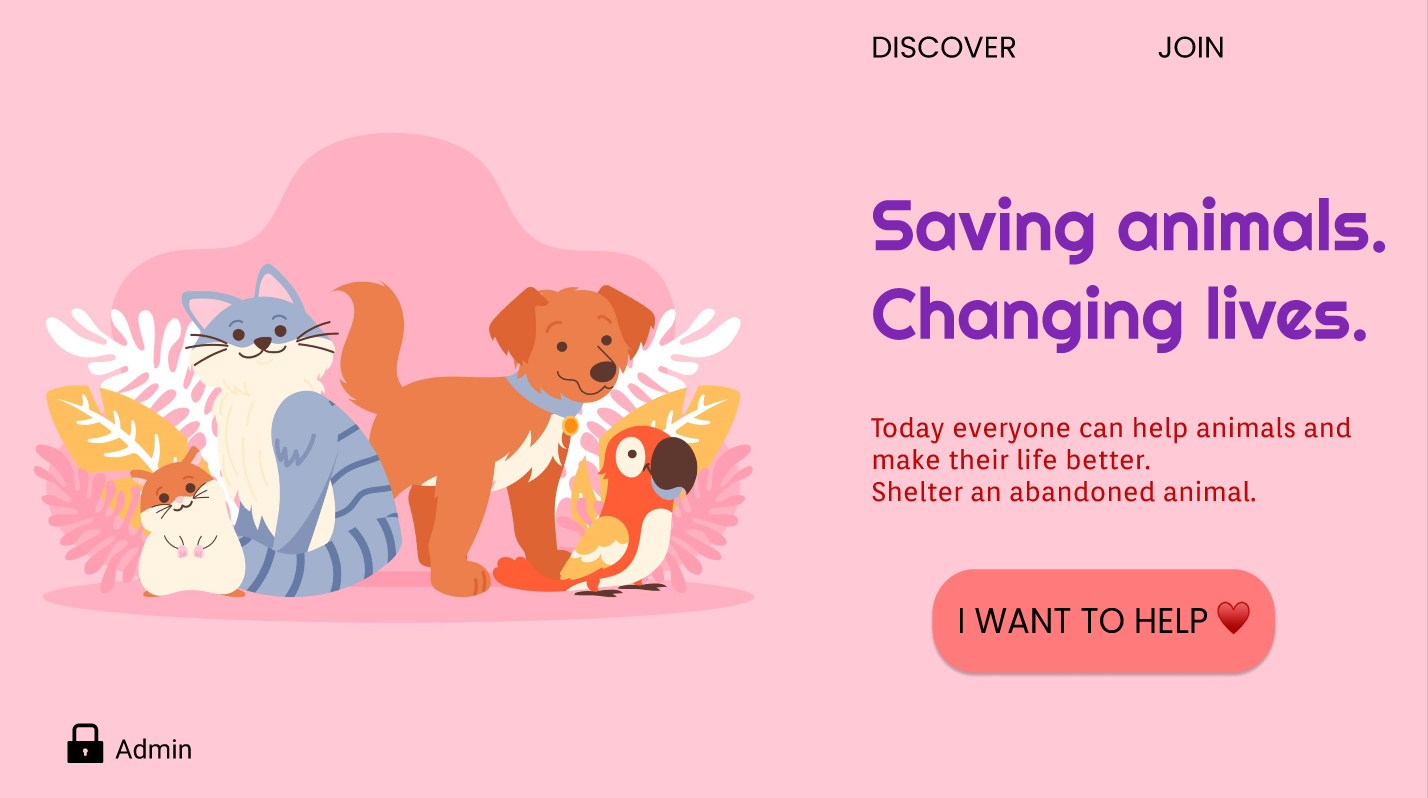 DISCOVER JOIN
Saving animals.
Changing lives.
Today everyone can help animals and
make their life better.
Shelter an abandoned animal.
I WANT TO HELP ♥
Admin